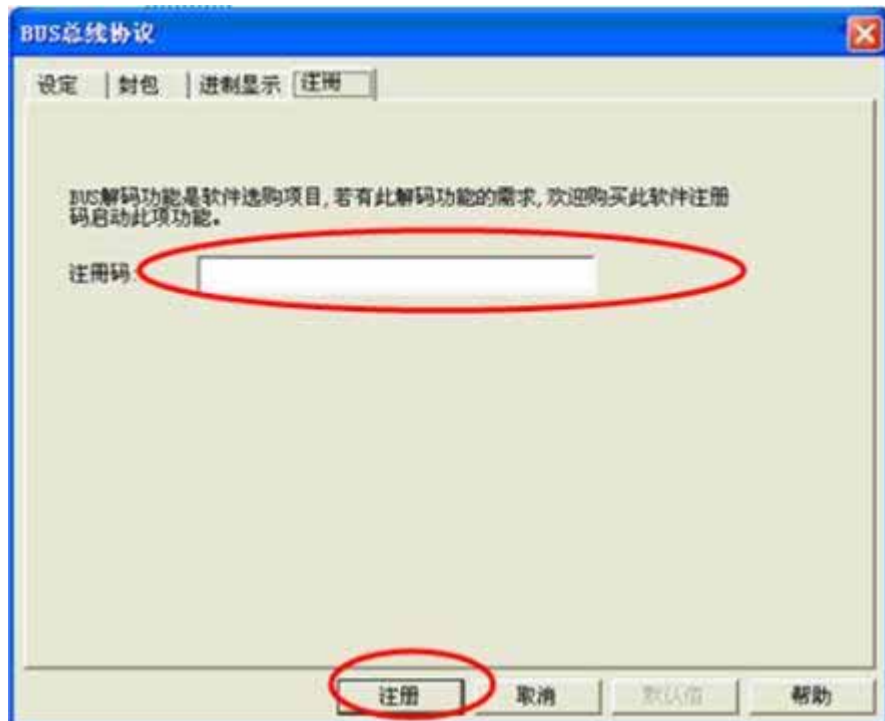 BUS总线协议
设定 封包 进制显示 注册
BUS解码功能是软件选购项目,若有此解码功能的需求,欢迎购买此软件注册
码启动此项功能。
注册码:
注册 取消 默认值 帮助